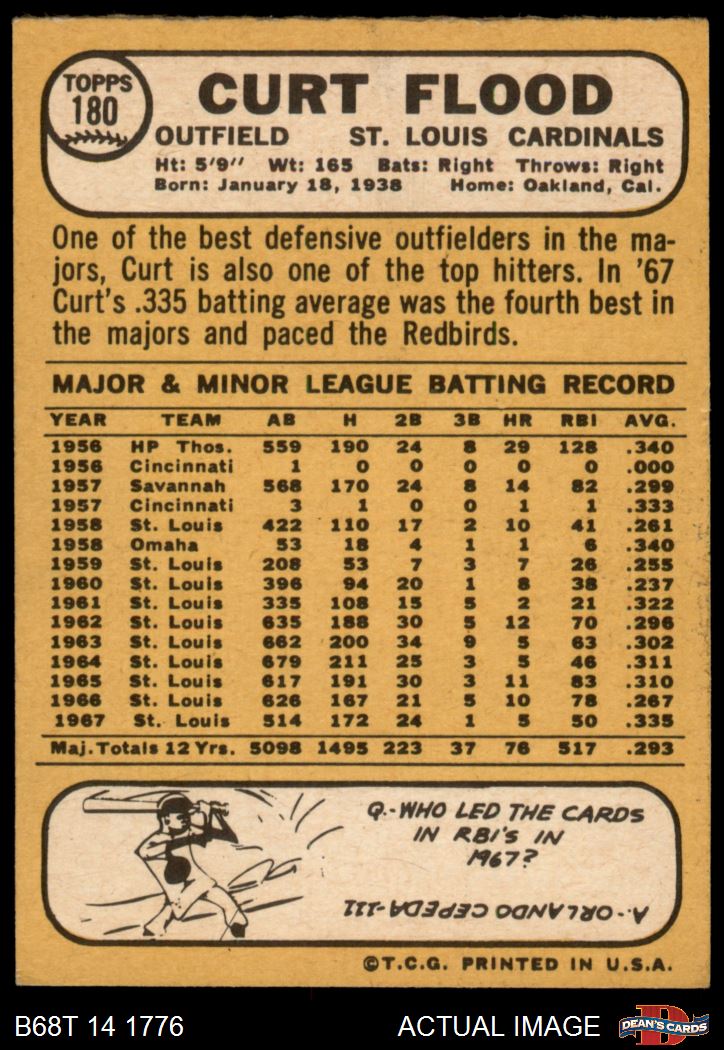 TOPPS
180
CURT FLOOD
OUTFIELD ST. LOUIS CARDINALS
Ht: 5'9" Wt: 165 Bats: Right Throws: Right
Born: January 18, 1938 Home: Oakland, Cal.
One of the best defensive outfielders in the ma-
jors, Curt is also one of the top hitters. In '67
Curt's .335 batting average was the fourth best in
the majors and paced the Redbirds.
MAJOR & MINOR LEAGUE BATTING RECORD
YEAR TEAM AB H 2B 3B HR RBI AVG.
1956 HP Thos. 559 190 24 8 29 128 .340
1956 Cincinnati 1 0 0 0 0 0 .000
1957 Savannah 568 170 24 8 14 82 .299
1957 Cincinnati 3 1 0 0 1 1 .333
1958 St. Louis 422 110 17 2 10 41 .261
1958 Omaha 53 18 4 1 1 6 .340
1959 St. Louis 208 53 7 3 7 26 .255
1960 St. Louis 396 94 20 1 8 38 .237
1961 St. Louis 335 108 15 5 2 21 .322
1962 St. Louis 635 188 30 5 12 70 .296
1963 St. Louis 662 200 34 9 5 63 .302
1964 St. Louis 679 211 25 3 5 46 .311
1965 St. Louis 617 191 30 3 11 83 .310
1966 St. Louis 626 167 21 5 10 78 .267
1967 St. Louis 514 172 24 1 5 50 .335
Maj. Totals 12 Yrs. 5098 1495 223 37 76 517 .293
Q.-WHO LED THE CARDS
IN RBI'S IN
1967?
A.-ORLANDO CEPEDA-111
©T.C.G. PRINTED IN U.S.A.
B68T 14 1776 ACTUAL IMAGE
D
DEAN'S CARDS